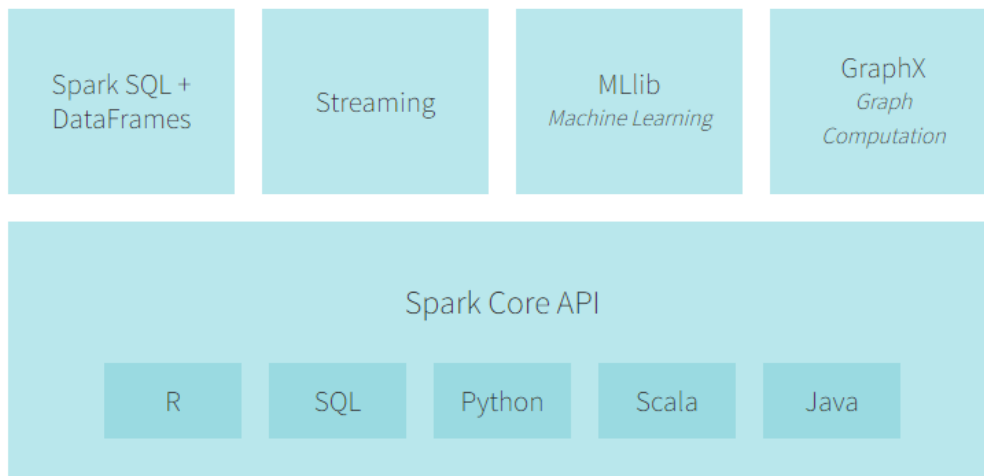 Spark SQL +
DataFrames
Streaming
MLlib
Machine Learning
GraphX
Graph
Computation
Spark Core API
R
SQL
Python
Scala
Java